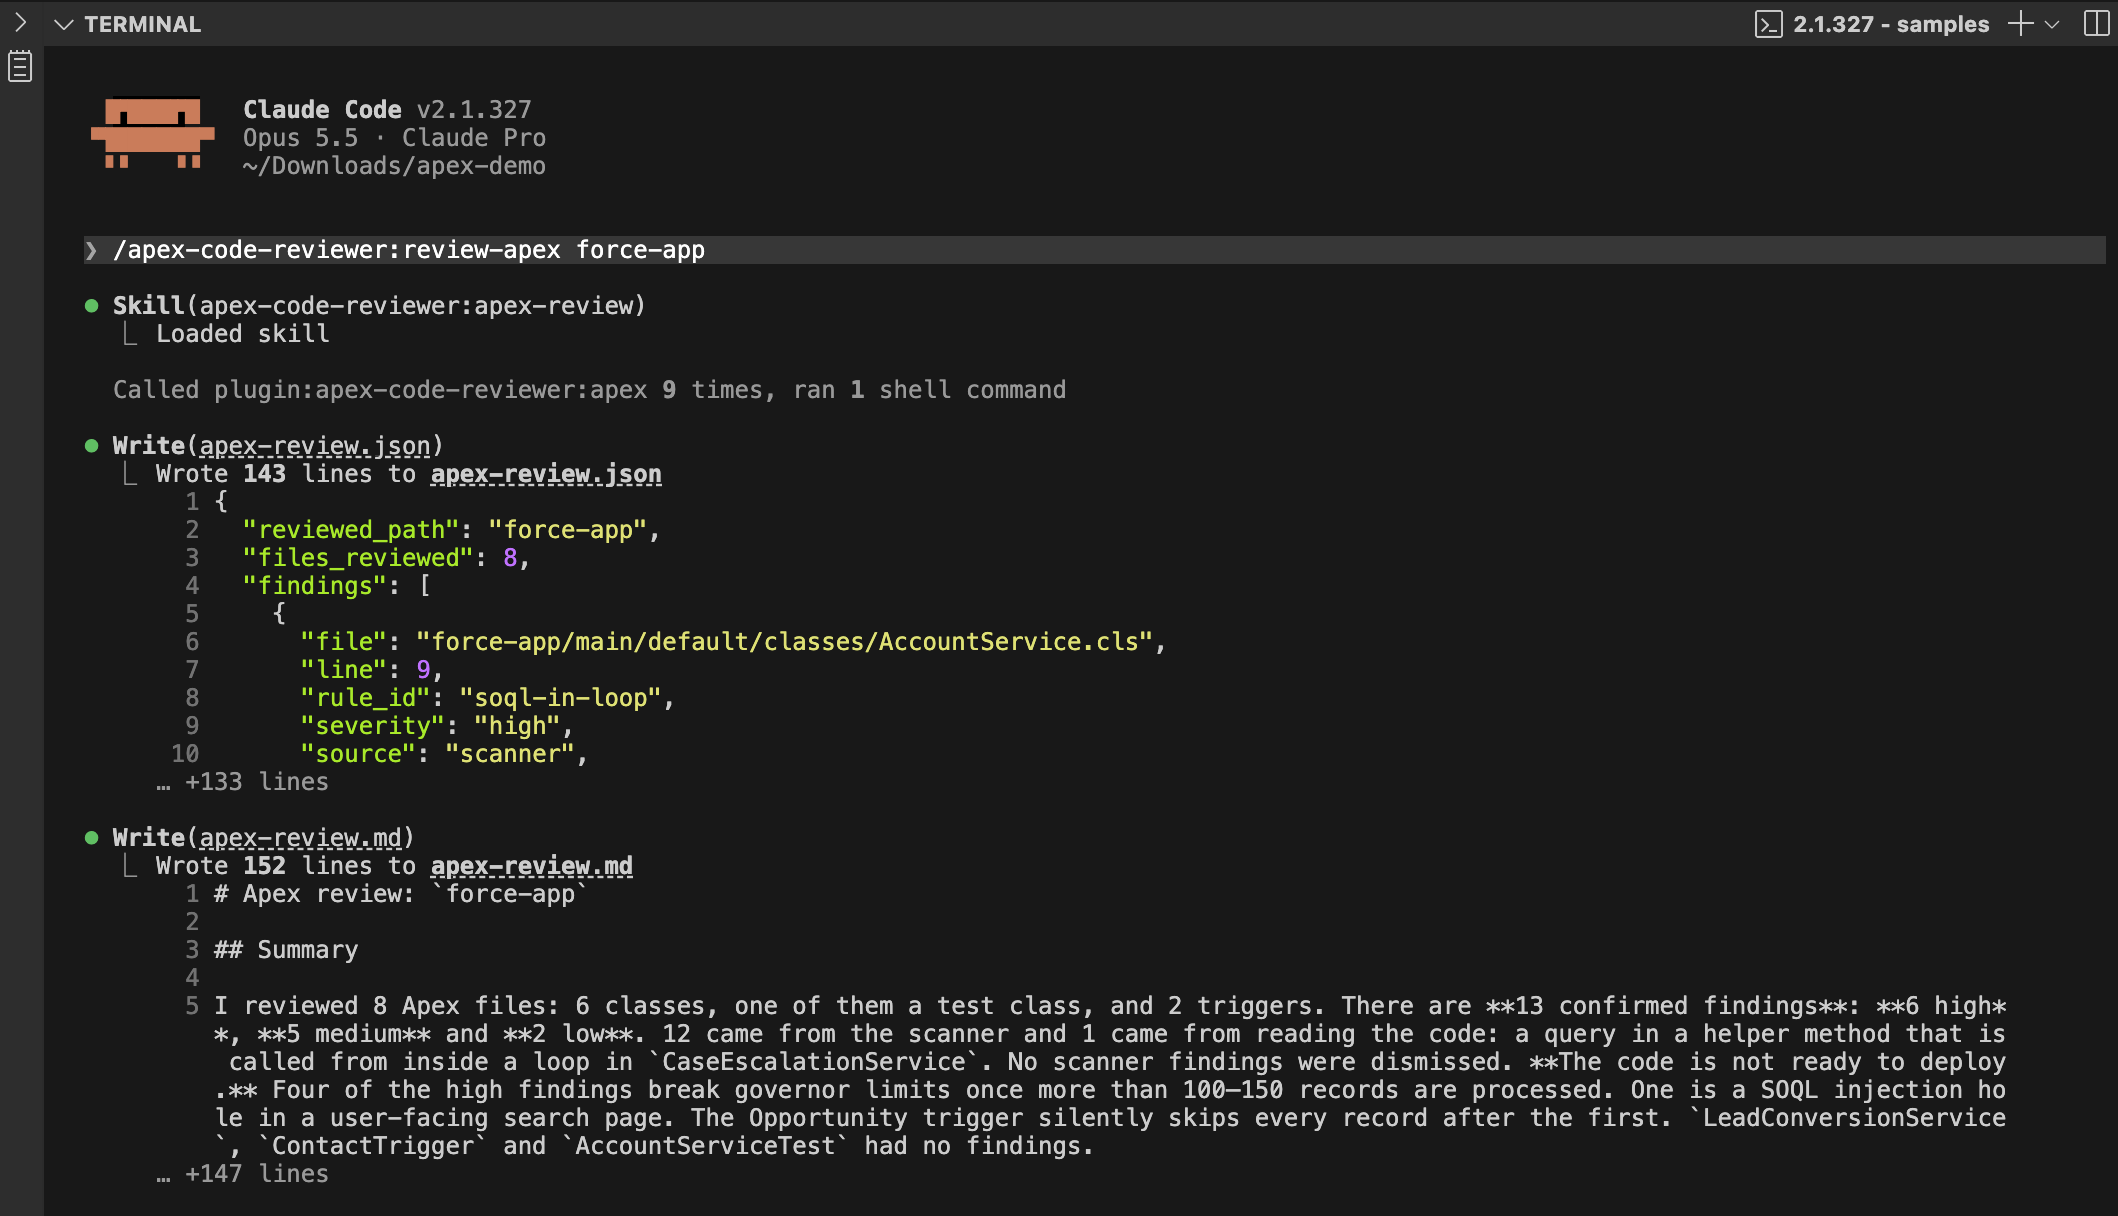 TERMINAL
2.1.327 - samples
Claude Code v2.1.327
Opus 5.5 · Claude Pro
~/Downloads/apex-demo
❯ /apex-code-reviewer:review-apex force-app
● Skill(apex-code-reviewer:apex-review)
⎿ Loaded skill
Called plugin:apex-code-reviewer:apex 9 times, ran 1 shell command
● Write(apex-review.json)
⎿ Wrote 143 lines to apex-review.json
1 {
2   "reviewed_path": "force-app",
3   "files_reviewed": 8,
4   "findings": [
5     {
6       "file": "force-app/main/default/classes/AccountService.cls",
7       "line": 9,
8       "rule_id": "soql-in-loop",
9       "severity": "high",
10       "source": "scanner",
… +133 lines
● Write(apex-review.md)
⎿ Wrote 152 lines to apex-review.md
1 # Apex review: `force-app`
2
3 ## Summary
4
5 I reviewed 8 Apex files: 6 classes, one of them a test class, and 2 triggers. There are **13 confirmed findings**: **6 high*
*, **5 medium** and **2 low**. 12 came from the scanner and 1 came from reading the code: a query in a helper method that is
called from inside a loop in `CaseEscalationService`. No scanner findings were dismissed. **The code is not ready to deploy
.** Four of the high findings break governor limits once more than 100–150 records are processed. One is a SOQL injection ho
le in a user-facing search page. The Opportunity trigger silently skips every record after the first. `LeadConversionService
`, `ContactTrigger` and `AccountServiceTest` had no findings.
… +147 lines